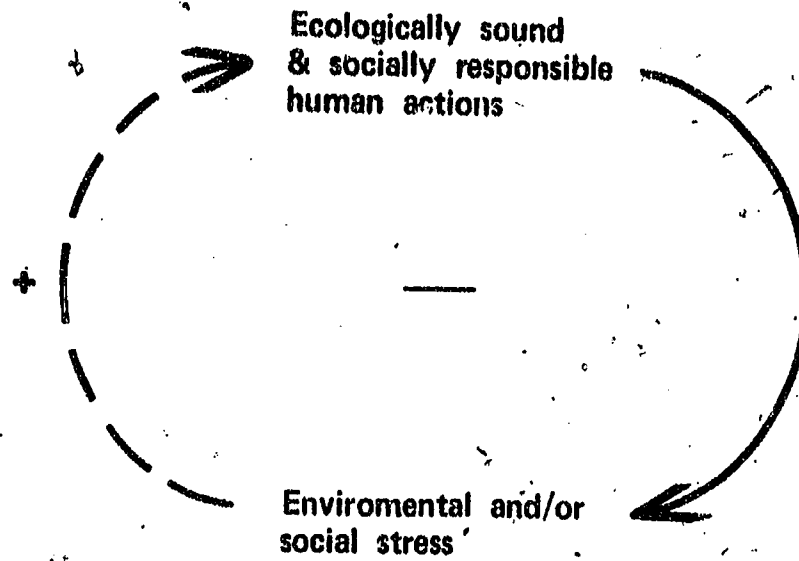 Ecologically sound
& socially responsible
human actions
+
—
Enviromental and/or
social stress